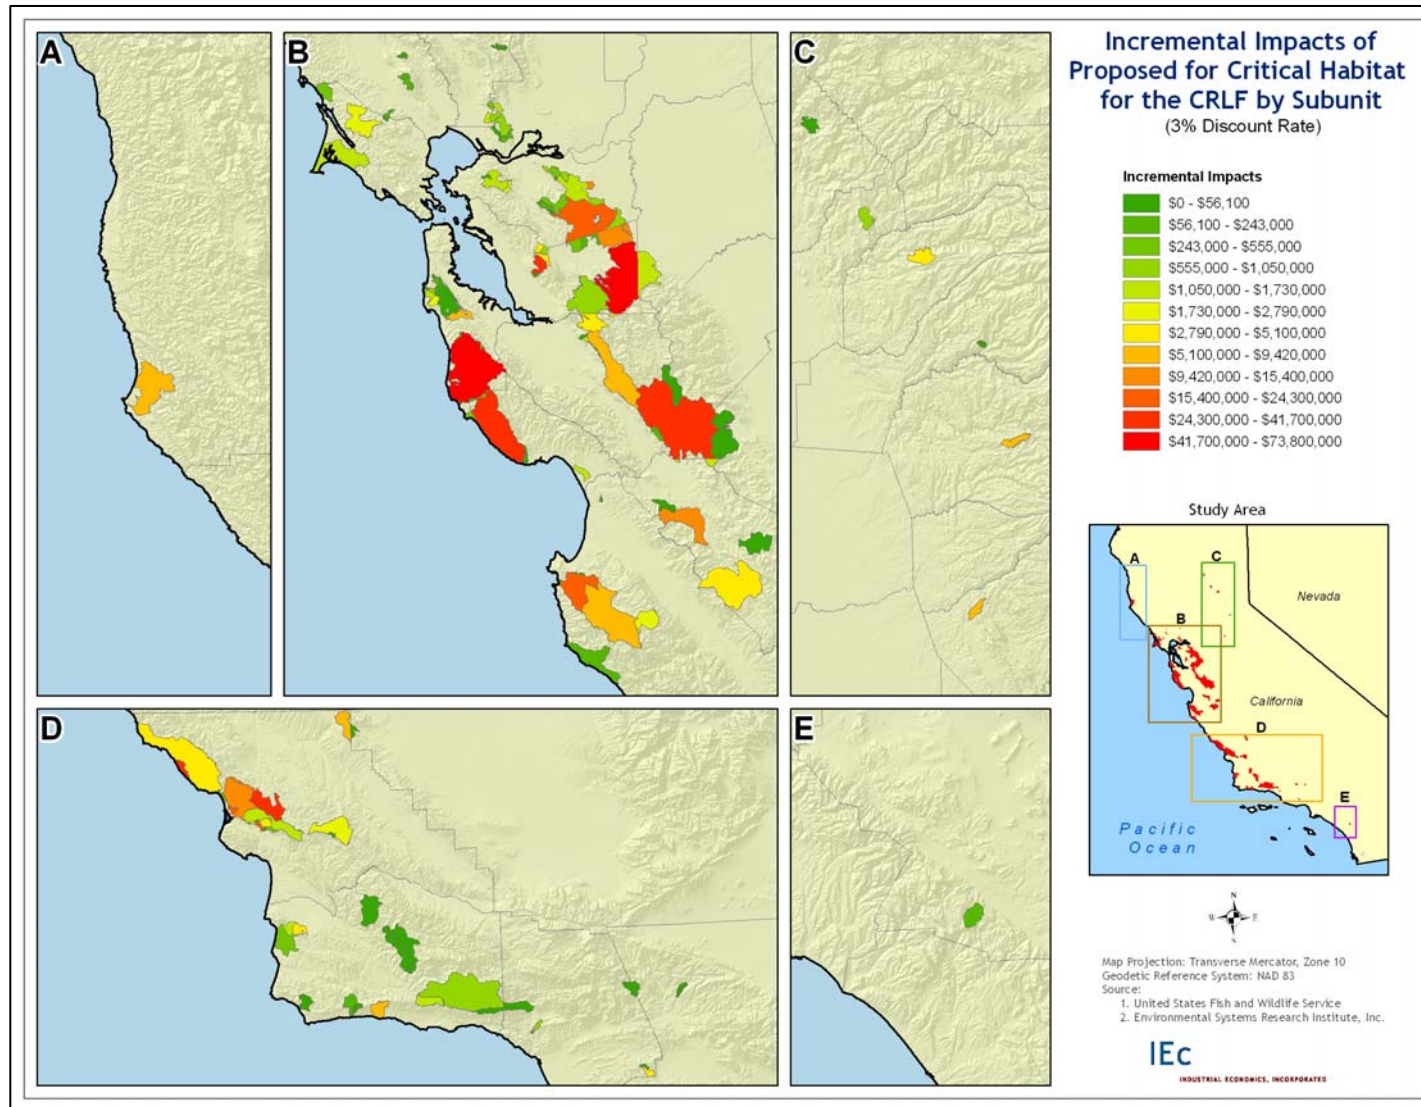 A
B
C
D
E
Incremental Impacts of
Proposed for Critical Habitat
for the CRLF by Subunit
(3% Discount Rate)
Incremental Impacts
$0 - $56,100
$56,100 - $243,000
$243,000 - $555,000
$555,000 - $1,050,000
$1,050,000 - $1,730,000
$1,730,000 - $2,790,000
$2,790,000 - $5,100,000
$5,100,000 - $9,420,000
$9,420,000 - $15,400,000
$15,400,000 - $24,300,000
$24,300,000 - $41,700,000
$41,700,000 - $73,800,000
Study Area
A
C
Nevada
B
California
D
E
Pacific
Ocean
N
W E
S
Map Projection: Transverse Mercator, Zone 10
Geodetic Reference System: NAD 83
Source:
1. United States Fish and Wildlife Service
2. Environmental Systems Research Institute, Inc.
IEc
INDUSTRIAL ECONOMICS, INCORPORATED